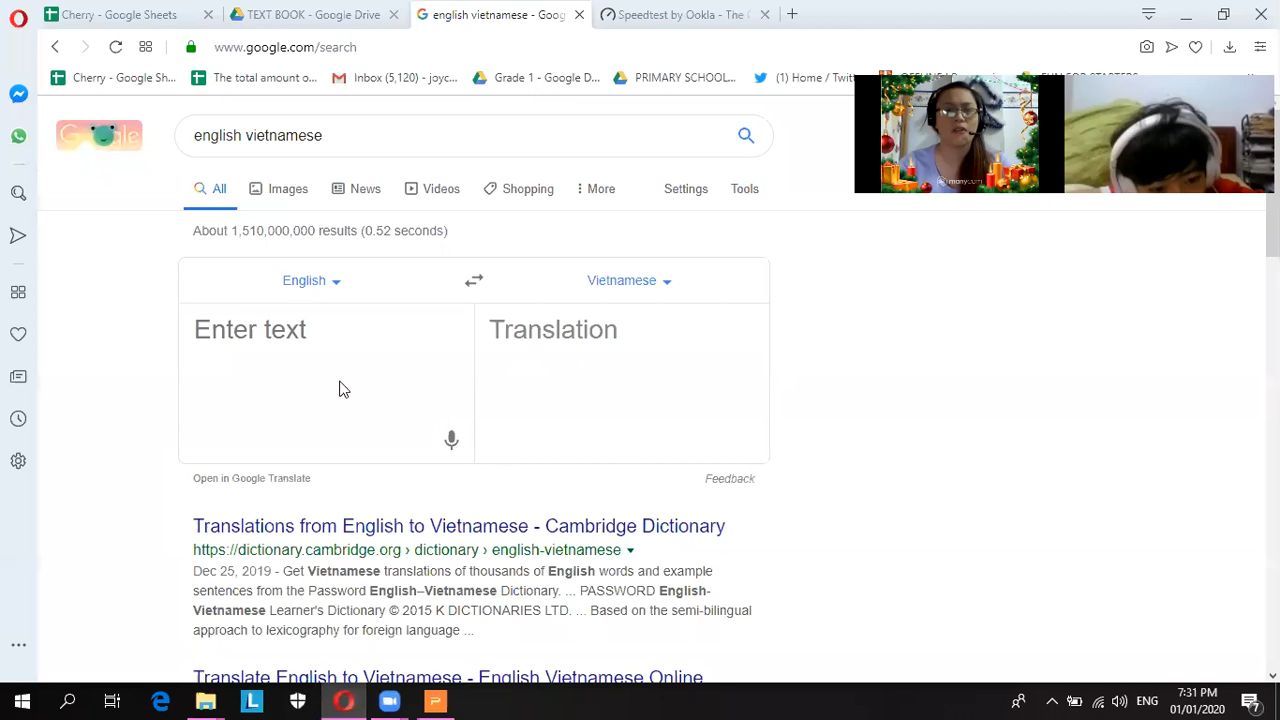 Cherry - Google Sheets
TEXT BOOK - Google Drive
english vietnamese - Goog
Speedtest by Ookla - The
www.google.com/search
Cherry - Google Sh...
The total amount o...
Inbox (5,120) - joyc...
Grade 1 - Google D...
PRIMARY SCHOOL...
(1) Home / Twitt
Google
english vietnamese
All
Images
News
Videos
Shopping
More
Settings
Tools
About 1,510,000,000 results (0.52 seconds)
English
Vietnamese
Enter text
Translation
Open in Google Translate
Feedback
Translations from English to Vietnamese - Cambridge Dictionary
https://dictionary.cambridge.org › dictionary › english-vietnamese
Dec 25, 2019 - Get Vietnamese translations of thousands of English words and example
sentences from the Password English–Vietnamese Dictionary. ... PASSWORD English-
Vietnamese Learner's Dictionary © 2015 K DICTIONARIES LTD. ... Based on the semi-bilingual
approach to lexicography for foreign language ...
Translate English to Vietnamese - English Vietnamese Online
ENG
7:31 PM
01/01/2020
7